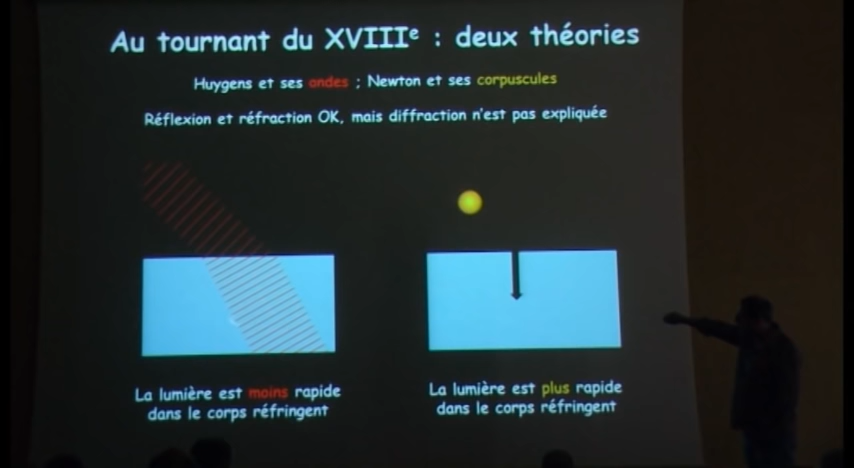 Au tournant du XVIIIᵉ : deux théories
Huygens et ses ondes ; Newton et ses corpuscules
Réflexion et réfraction OK, mais diffraction n'est pas expliquée
La lumière est moins rapide
dans le corps réfringent
La lumière est plus rapide
dans le corps réfringent